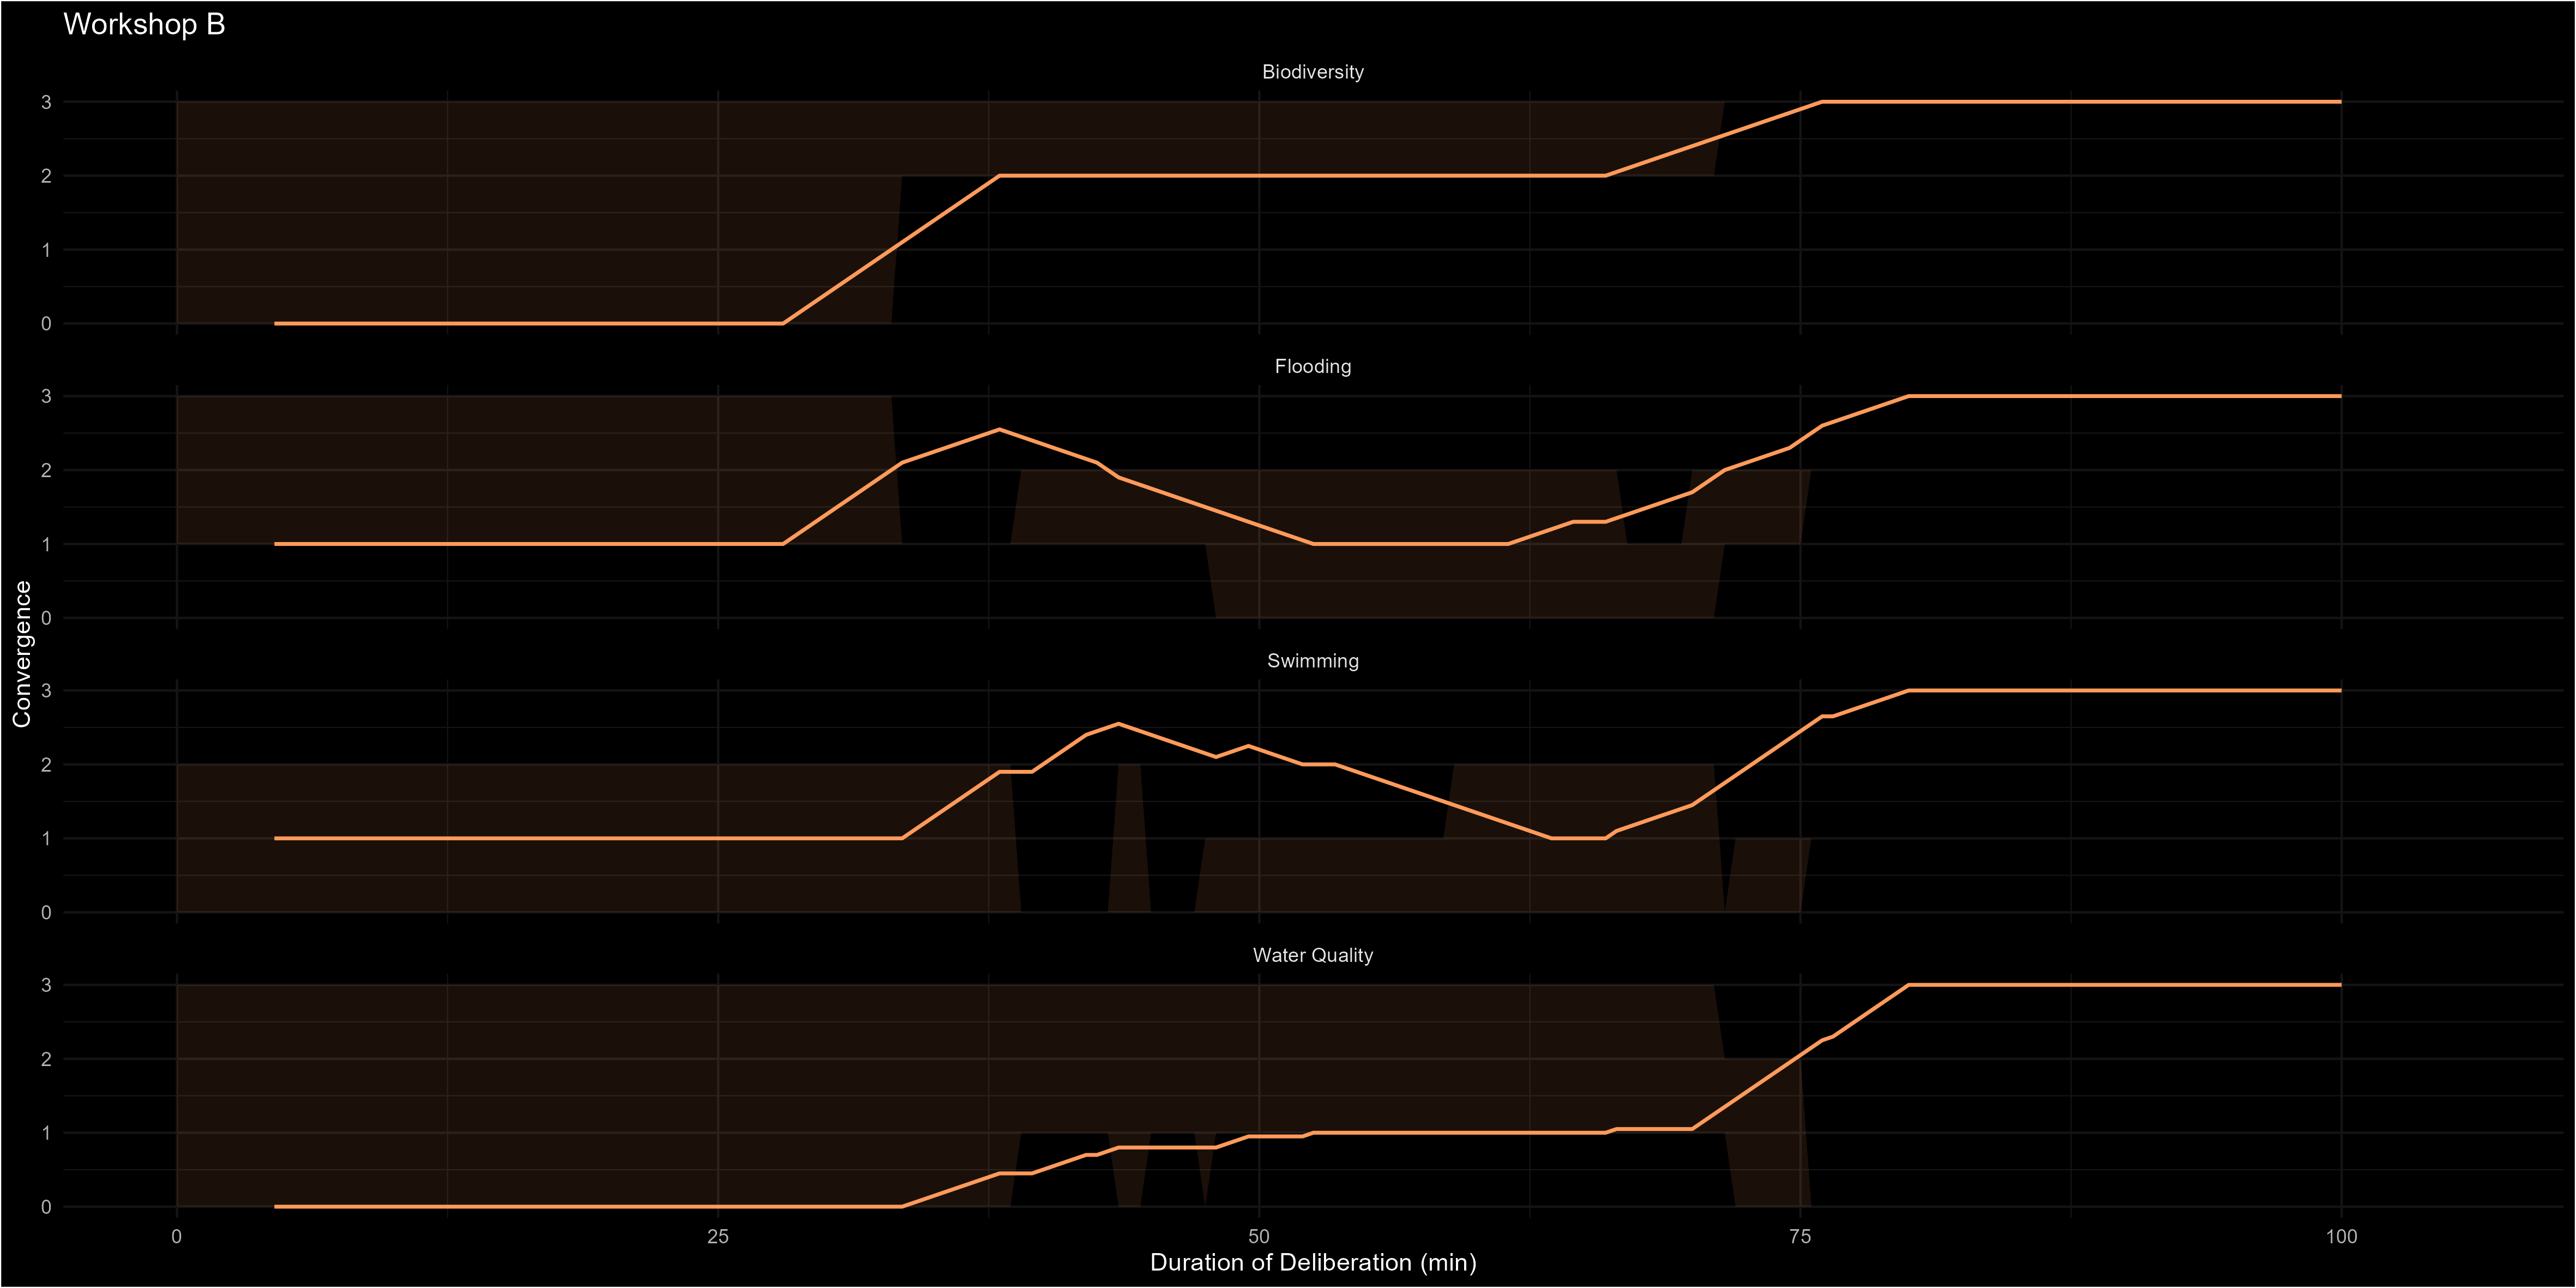 Workshop B
Biodiversity
3
2
1
0
Flooding
3
2
1
0
Convergence
Swimming
3
2
1
0
Water Quality
3
2
1
0
0 25 50 75 100
Duration of Deliberation (min)